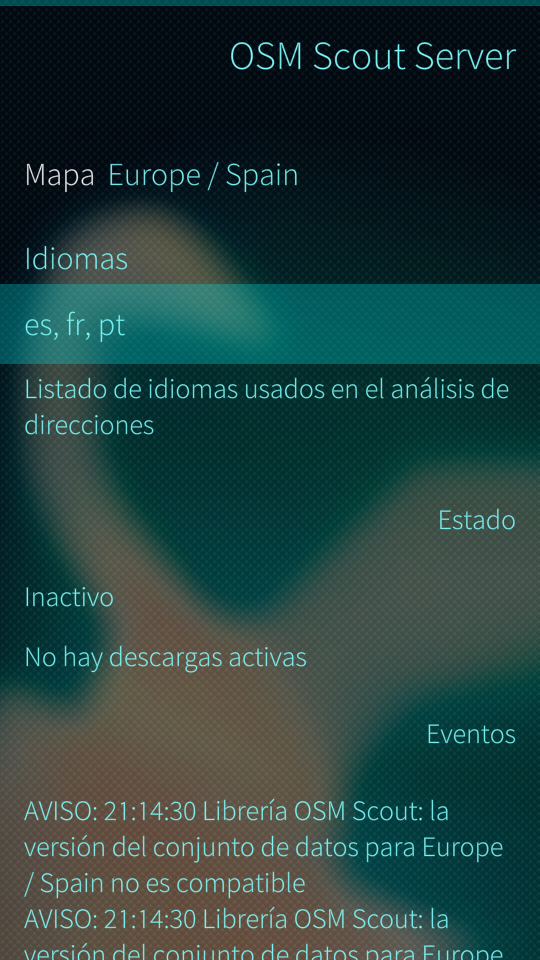 OSM Scout Server
Mapa Europe / Spain
Idiomas
es, fr, pt
Listado de idiomas usados en el análisis de
direcciones
Estado
Inactivo
No hay descargas activas
Eventos
AVISO: 21:14:30 Librería OSM Scout: la
versión del conjunto de datos para Europe
/ Spain no es compatible
AVISO: 21:14:30 Librería OSM Scout: la
versión del conjunto de datos para Europe